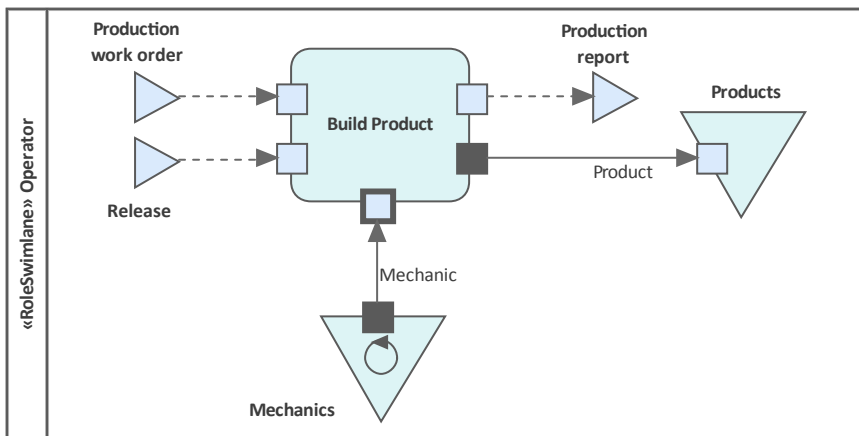 Production
work order
Production
report
Build Product
Products
Product
Release
Mechanic
Mechanics
«RoleSwimlane» Operator